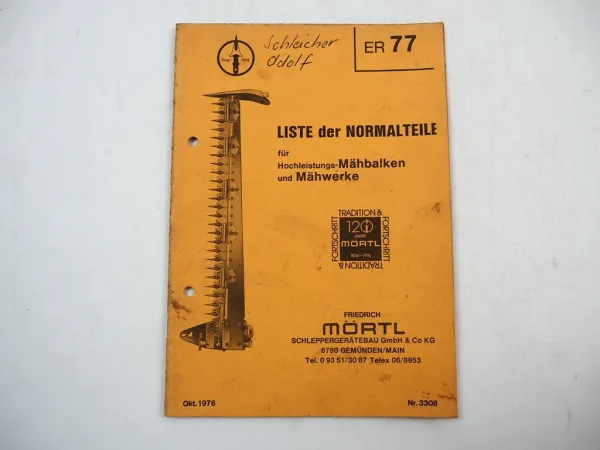 Schleicher
Adolf
ER 77
LISTE der NORMALTEILE
für
Hochleistungs-Mähbalken
und Mähwerke
TRADITION &
FORTSCHRITT
120
JAHRE
MÖRTL
1856-1976
TRADITION &
FORTSCHRITT
FRIEDRICH
MÖRTL
SCHLEPPERGERÄTEBAU GmbH & Co KG
8780 GEMÜNDEN/MAIN
Tel. 0 93 51/30 87 Telex 06/8853
Okt. 1976
Nr. 3308